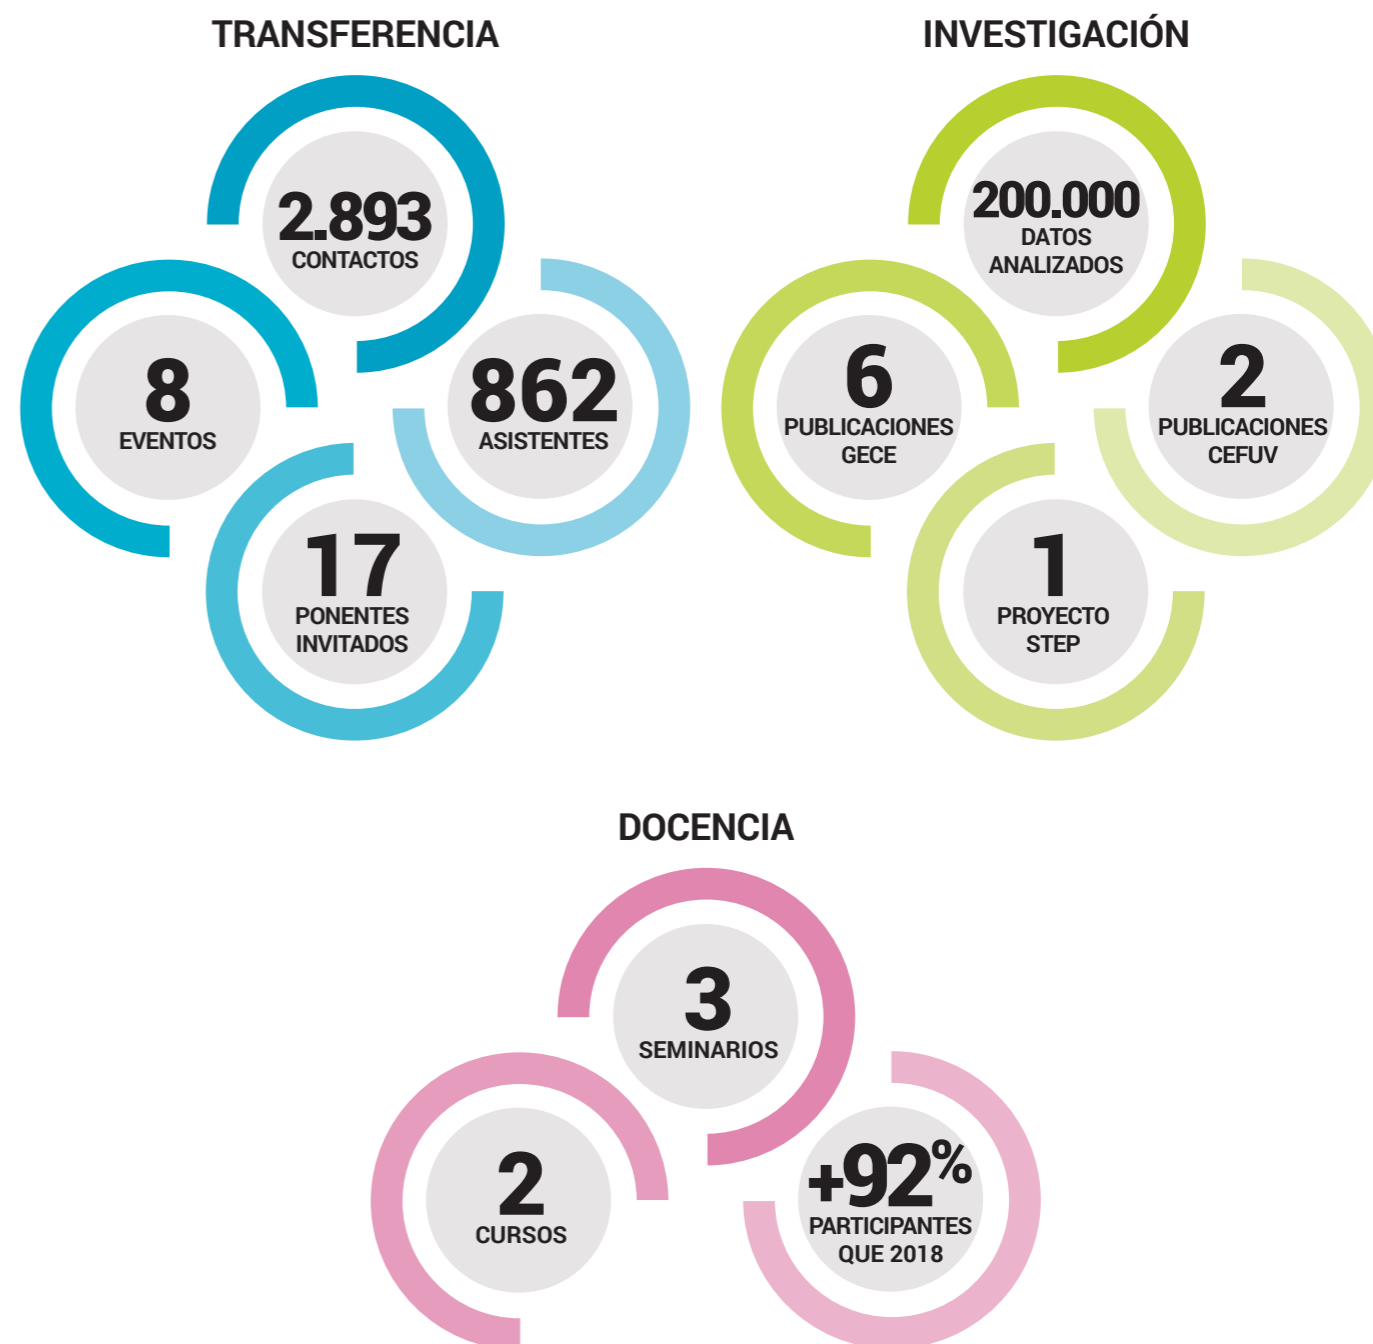 TRANSFERENCIA
2.893
CONTACTOS
8
EVENTOS
862
ASISTENTES
17
PONENTES
INVITADOS
INVESTIGACIÓN
200.000
DATOS
ANALIZADOS
6
PUBLICACIONES
GECE
2
PUBLICACIONES
CEFUV
1
PROYECTO
STEP
DOCENCIA
3
SEMINARIOS
2
CURSOS
+92%
PARTICIPANTES
QUE 2018